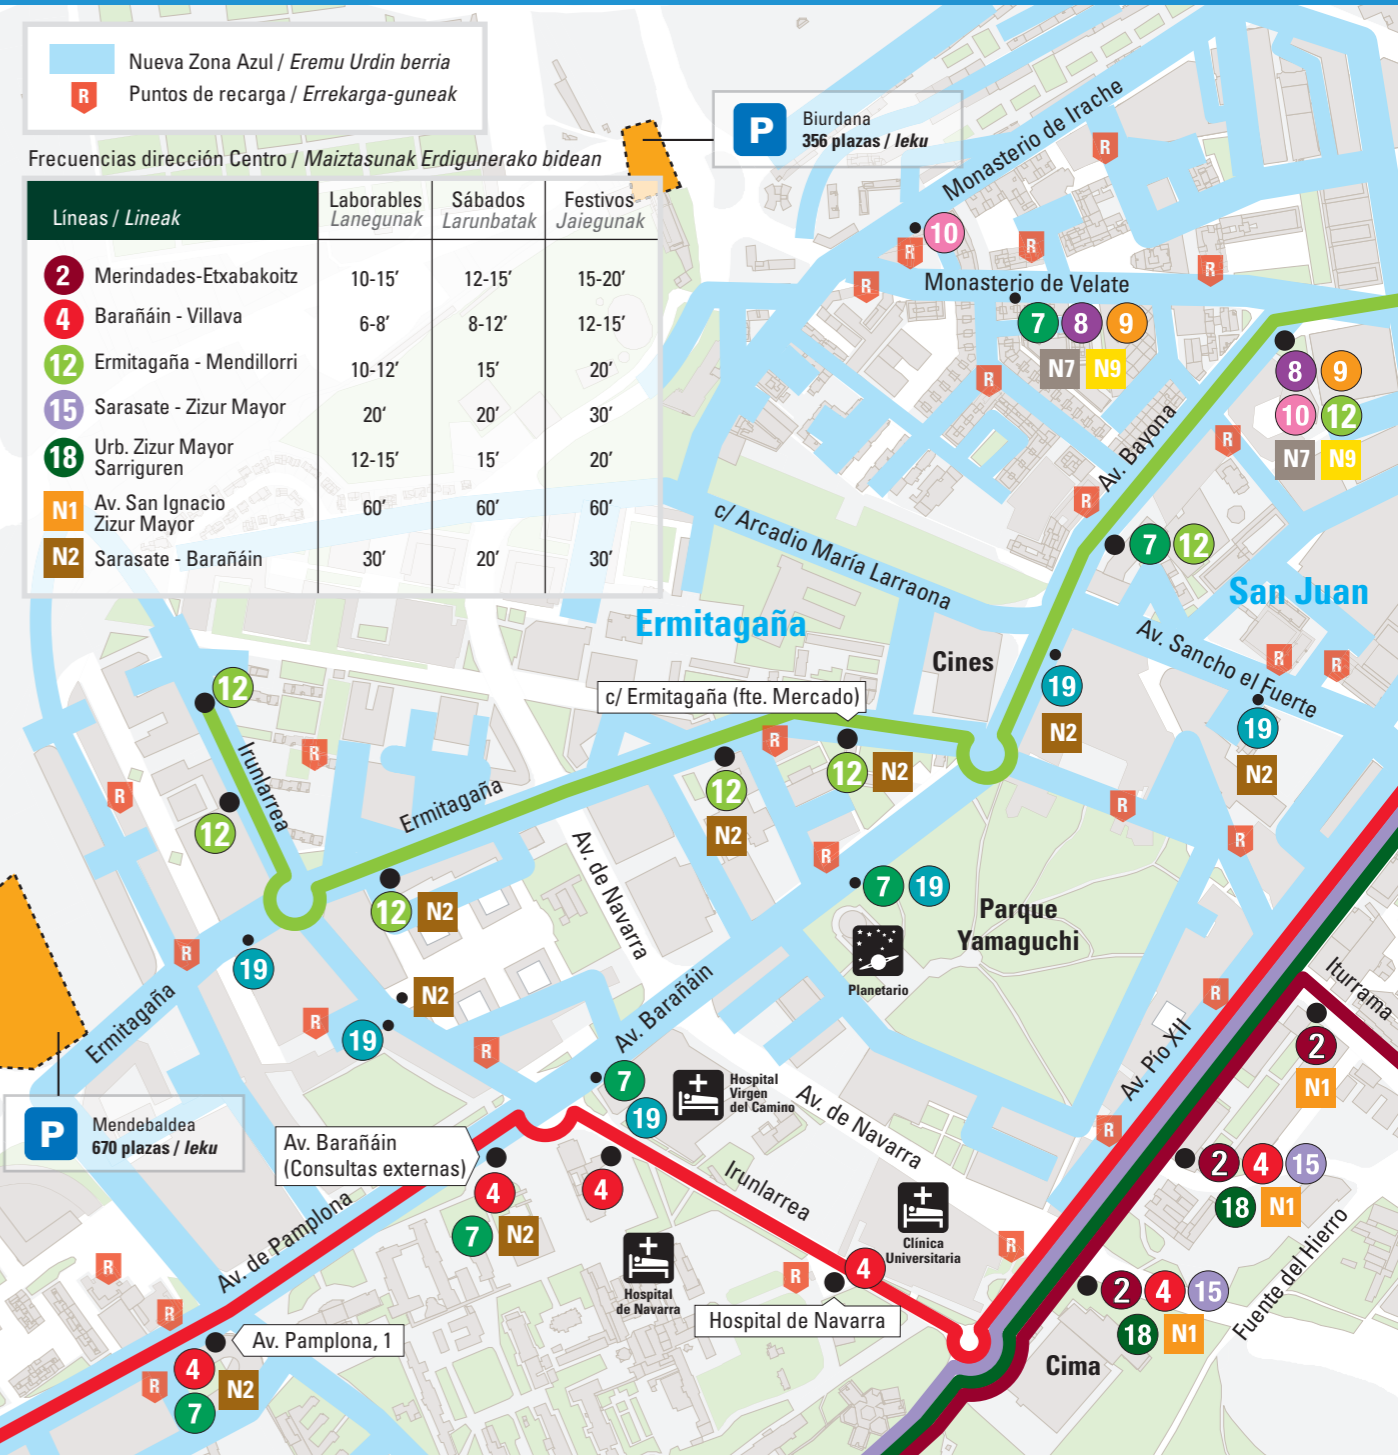 Nueva Zona Azul / Eremu Urdin berria
R Puntos de recarga / Errekarga-guneak
Frecuencias dirección Centro / Maiztasunak Erdigunerako bidean
Líneas / Lineak
Laborables
Lanegunak
Sábados
Larunbatak
Festivos
Jaiegunak
2 Merindades-Etxabakoitz 10-15’ 12-15’ 15-20’
4 Barañáin - Villava 6-8’ 8-12’ 12-15’
12 Ermitagaña - Mendillorri 10-12’ 15’ 20’
15 Sarasate - Zizur Mayor 20‘ 20’ 30’
18 Urb. Zizur Mayor
Sarriguren 12-15’ 15’ 20’
N1 Av. San Ignacio
Zizur Mayor 60’ 60’ 60’
N2 Sarasate - Barañáin 30’ 20’ 30’
P Biurdana
356 plazas / leku
Monasterio de Irache
R
10
R
R
R
R
Monasterio de Velate
7 8 9
N7 N9
R
8 9
10 12
N7 N9
R
Av. Bayona
R
7 12
c/ Arcadio María Larraona
San Juan
Ermitagaña
Av. Sancho el Fuerte
R
R
Cines
19
N2
19
N2
c/ Ermitagaña (fte. Mercado)
12
R
R
12 N2
12
N2
R
R
R
Irunlarrea
12
Ermitagaña
Av. de Navarra
R
7 19
Parque
Yamaguchi
Planetario
12 N2
R
19
N2
R
19
R
Ermitagaña
Av. Barañáin
R
Iturrama
2
N1
Av. Pío XII
7
19
Hospital
Virgen
del Camino
Av. de Navarra
P Mendebaldea
670 plazas / leku
Av. Barañáin
(Consultas externas)
4
7 N2
4
Irunlarrea
R
2 4 15
18 N1
Clínica
Universitaria
R
Av. de Pamplona
R
R
Hospital
de Navarra
R
4
Hospital de Navarra
2 4 15
18 N1
Fuente del Hierro
Av. Pamplona, 1
4
N2
R
7
Cima